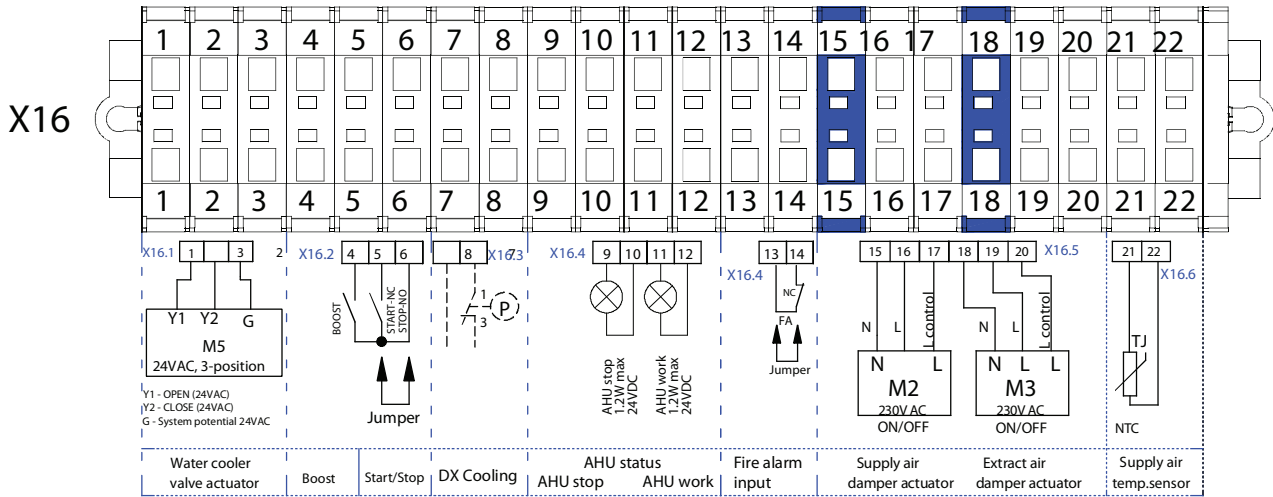 1 2 3 4 5 6 7 8 9 10 11 12 13 14 15 16 17 18 19 20 21 22
X16
1 2 3 4 5 6 7 8 9 10 11 12 13 14 15 16 17 18 19 20 21 22
X16.1 1 3 2
X16.2 4 5 6
8 X16.3 7
X16.4 9 10 11 12
X16.4 13 14
15 16 17 18 19 20 X16.5
21 22 X16.6
Y1 Y2 G
M5
24VAC, 3-position
Y1 - OPEN (24VAC)
Y2 - CLOSE (24VAC)
G - System potential 24VAC
BOOST
START-NC
STOP-NO
Jumper
1
P
3
AHU stop
1.2W max
24VDC
AHU work
1.2W max
24VDC
NC
FA
Jumper
N L L control
N L
M2
230V AC
ON/OFF
N L L control
N L L
M3
230V AC
ON/OFF
TJ
NTC
Water cooler
valve actuator
Boost
Start/Stop
DX Cooling
AHU status
AHU stop AHU work
Fire alarm
input
Supply air
damper actuator
Extract air
damper actuator
Supply air
temp.sensor